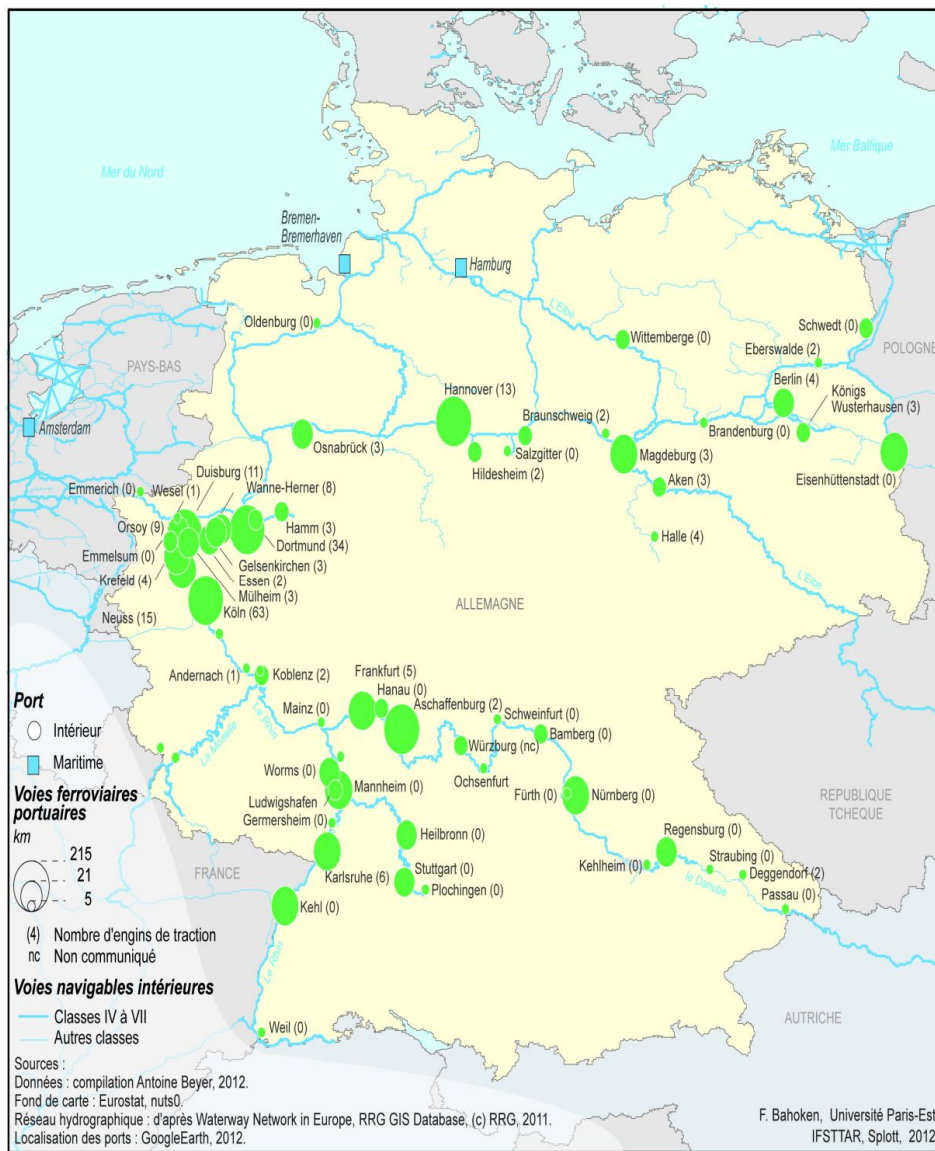 Mer du Nord
Mer Baltique
Bremen-
Bremerhaven
Hamburg
L'Elbe
Oldenburg (0)
Wittemberge (0)
Schwedt (0)
PAYS-BAS
POLOGNE
Eberswalde (2)
Berlin (4)
Königs
Wusterhausen (3)
Hannover (13)
Braunschweig (2)
Amsterdam
Osnabrück (3)
Salzgitter (0)
Brandenburg (0)
Hildesheim (2)
Magdeburg (3)
Duisburg (11)
Wanne-Herner (8)
Emmerich (0)
Wesel (1)
Aken (3)
Eisenhüttenstadt (0)
Orsoy (9)
Hamm (3)
Dortmund (34)
Halle (4)
Emmelsum (0)
Gelsenkirchen (3)
Krefeld (4)
Essen (2)
Mülheim (3)
L'Elbe
Neuss (15)
Köln (63)
ALLEMAGNE
Andernach (1)
Koblenz (2)
Frankfurt (5)
Hanau (0)
Aschaffenburg (2)
Mainz (0)
Schweinfurt (0)
Bamberg (0)
Le Rhin
La Moselle
Würzburg (nc)
Ochsenfurt
Worms (0)
Mannheim (0)
Ludwigshafen
Fürth (0)
Nürnberg (0)
REPUBLIQUE
TCHEQUE
Germersheim (0)
Heilbronn (0)
Regensburg (0)
Karlsruhe (6)
Stuttgart (0)
Kehlheim (0)
Straubing (0)
Deggendorf (2)
FRANCE
Plochingen (0)
le Danube
Passau (0)
Kehl (0)
Le Rhin
Weil (0)
AUTRICHE
Port
Intérieur
Maritime
Voies ferroviaires
portuaires
km
215
21
5
(4) Nombre d'engins de traction
nc Non communiqué
Voies navigables intérieures
Classes IV à VII
Autres classes
Sources :
Données : compilation Antoine Beyer, 2012.
Fond de carte : Eurostat, nuts0.
Réseau hydrographique : d'après Waterway Network in Europe, RRG GIS Database, (c) RRG, 2011.
Localisation des ports : GoogleEarth, 2012.
F. Bahoken, Université Paris-Est
IFSTTAR, Splott, 2012